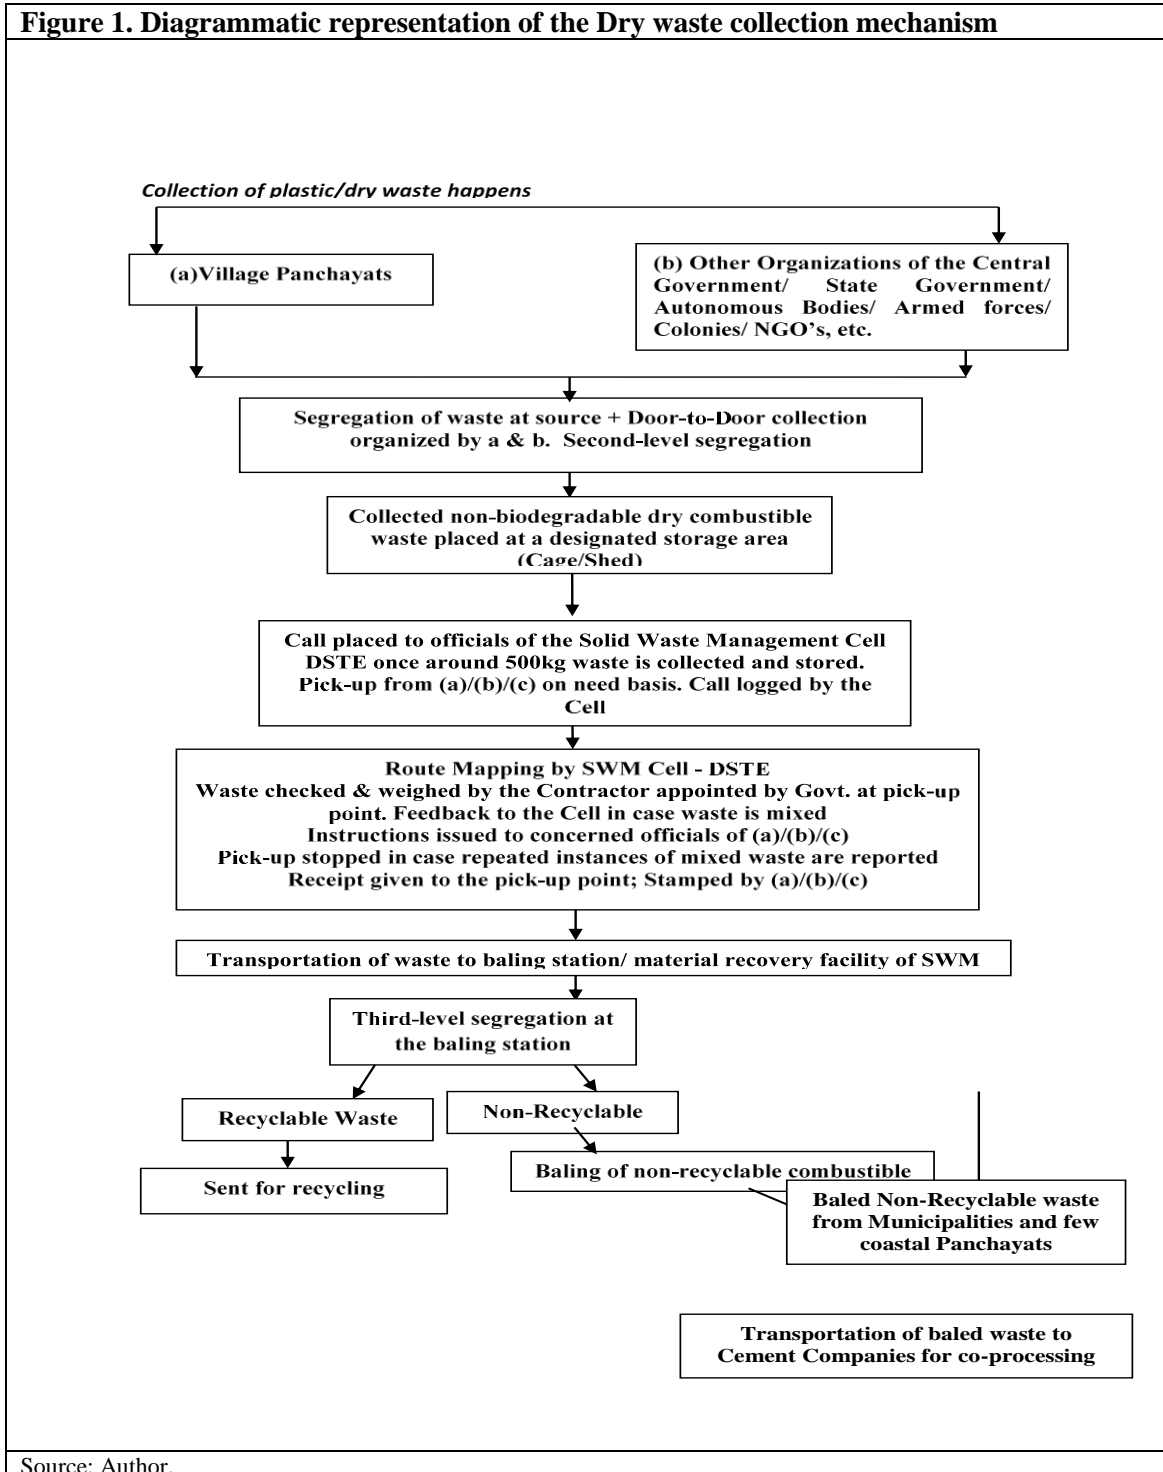 Figure 1. Diagrammatic representation of the Dry waste collection mechanism
Collection of plastic/dry waste happens
(a)Village Panchayats
(b) Other Organizations of the Central
Government/ State Government/
Autonomous Bodies/ Armed forces/
Colonies/ NGO's, etc.
Segregation of waste at source + Door-to-Door collection
organized by a & b. Second-level segregation
Collected non-biodegradable dry combustible
waste placed at a designated storage area
(Cage/Shed)
Call placed to officials of the Solid Waste Management Cell
DSTE once around 500kg waste is collected and stored.
Pick-up from (a)/(b)/(c) on need basis. Call logged by the
Cell
Route Mapping by SWM Cell - DSTE
Waste checked & weighed by the Contractor appointed by Govt. at pick-up
point. Feedback to the Cell in case waste is mixed
Instructions issued to concerned officials of (a)/(b)/(c)
Pick-up stopped in case repeated instances of mixed waste are reported
Receipt given to the pick-up point; Stamped by (a)/(b)/(c)
Transportation of waste to baling station/ material recovery facility of SWM
Third-level segregation at
the baling station
Recyclable Waste
Non-Recyclable
Sent for recycling
Baling of non-recyclable combustible
Baled Non-Recyclable waste
from Municipalities and few
coastal Panchayats
Transportation of baled waste to
Cement Companies for co-processing
Source: Author.